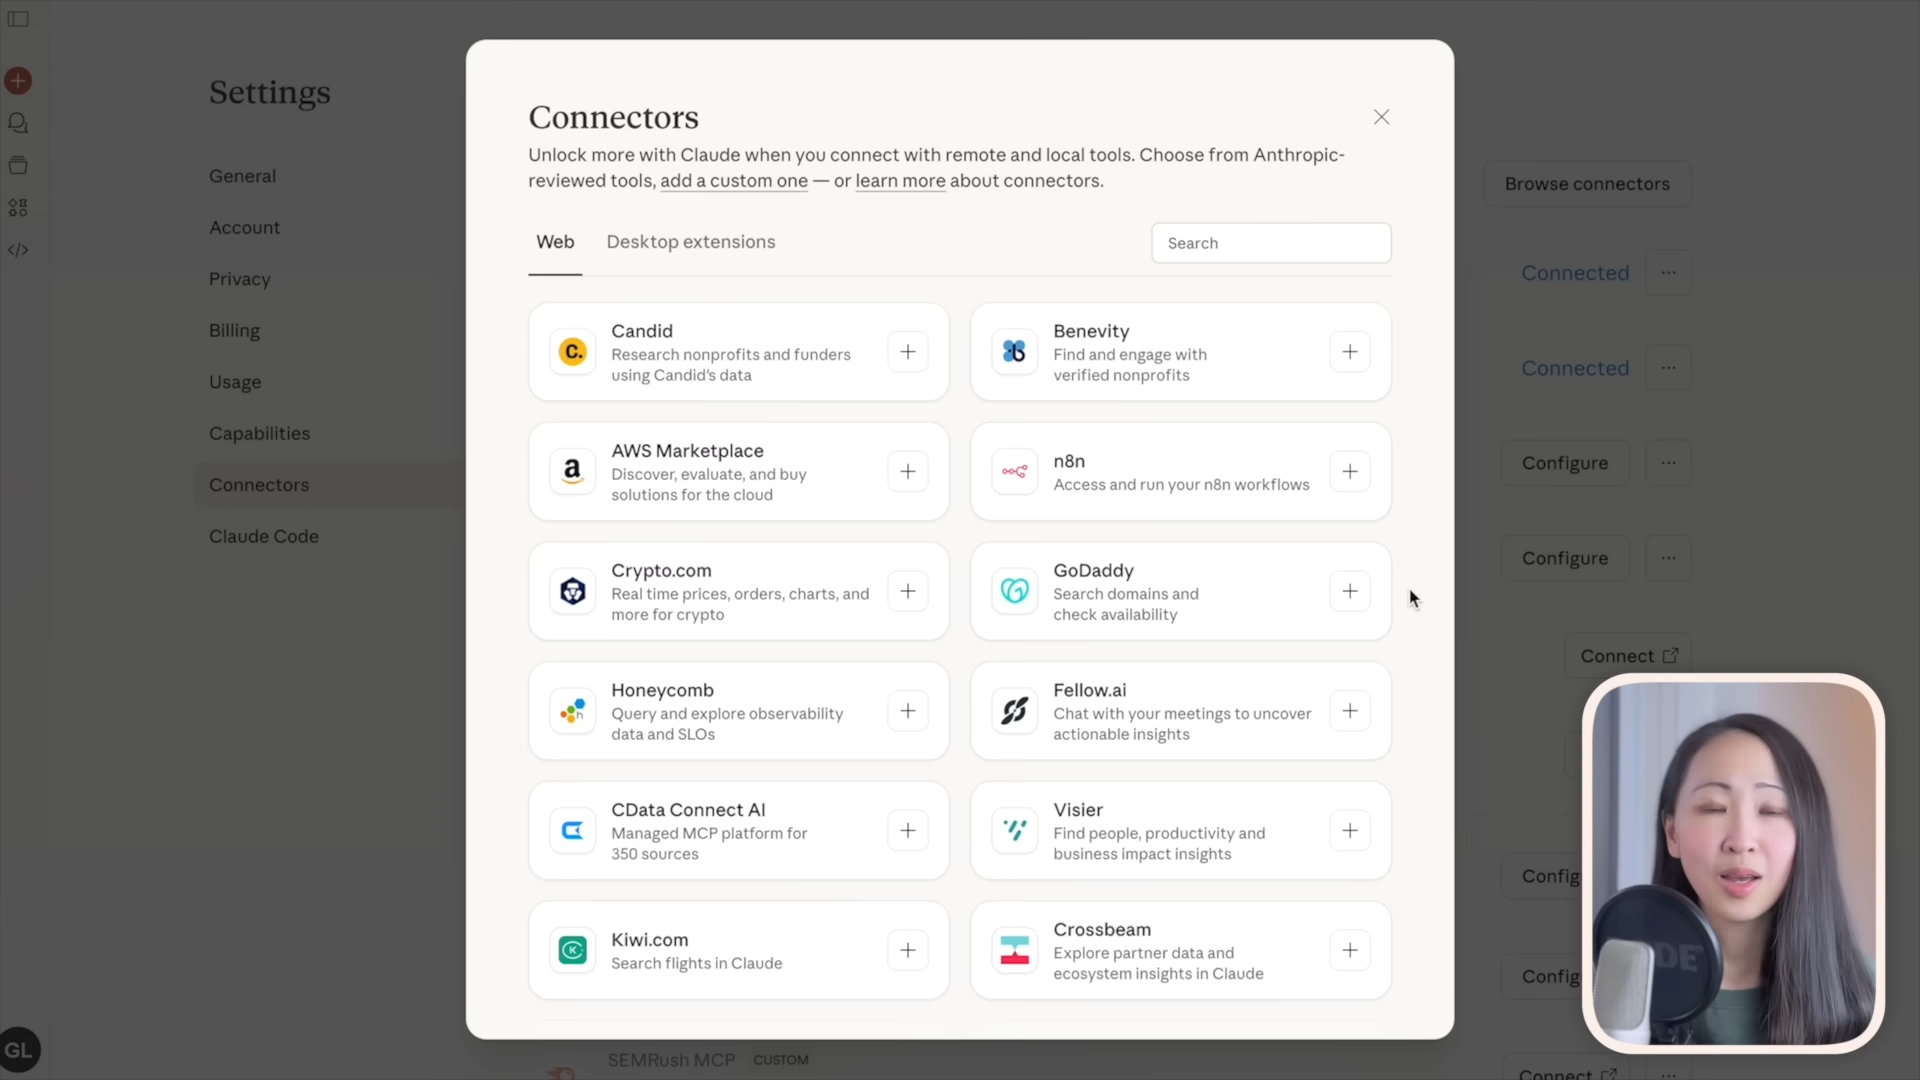 Settings
General
Account
Privacy
Billing
Usage
Capabilities
Connectors
Claude Code
GL
Connectors
Unlock more with Claude when you connect with remote and local tools. Choose from Anthropic-
reviewed tools, add a custom one — or learn more about connectors.
Web
Desktop extensions
Search
Candid
Research nonprofits and funders
using Candid's data
Benevity
Find and engage with
verified nonprofits
AWS Marketplace
Discover, evaluate, and buy
solutions for the cloud
n8n
Access and run your n8n workflows
Crypto.com
Real time prices, orders, charts, and
more for crypto
GoDaddy
Search domains and
check availability
Honeycomb
Query and explore observability
data and SLOs
Fellow.ai
Chat with your meetings to uncover
actionable insights
CData Connect AI
Managed MCP platform for
350 sources
Visier
Find people, productivity and
business impact insights
Kiwi.com
Search flights in Claude
Crossbeam
Explore partner data and
ecosystem insights in Claude
SEMRush MCP CUSTOM
Browse connectors
Connected
Connected
Configure
Configure
Connect
Config
Config
Connect